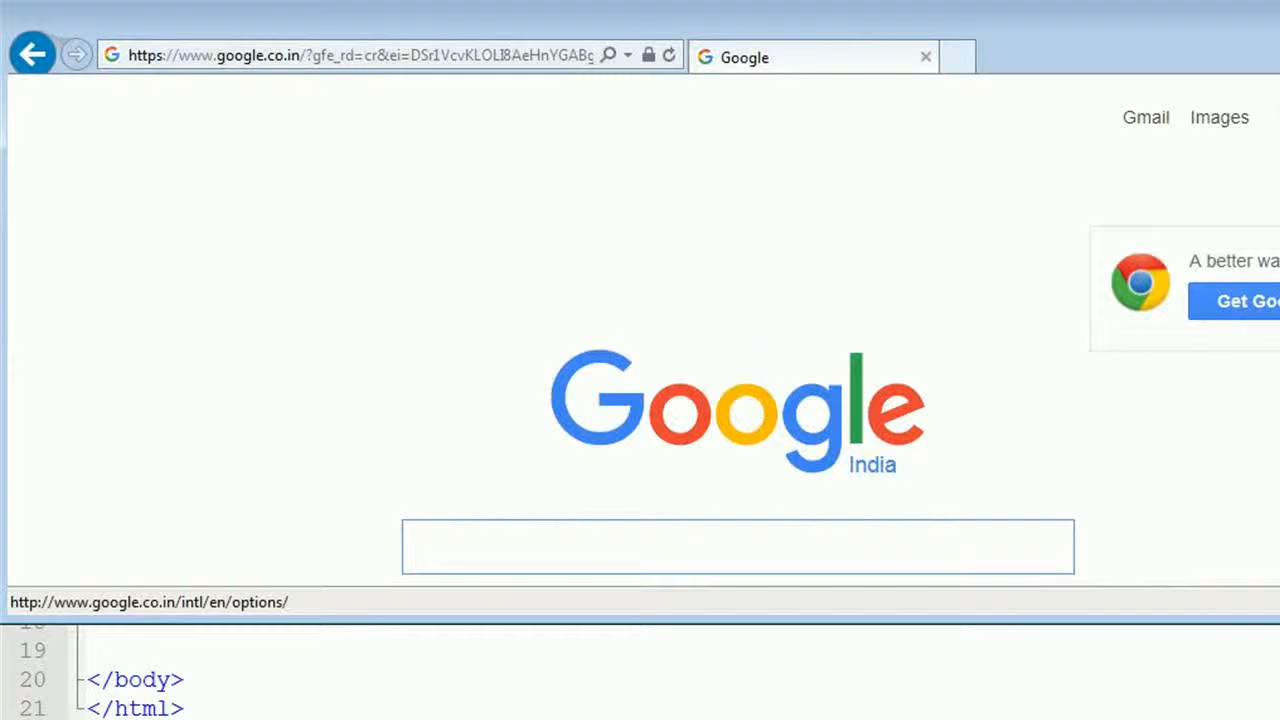 https://www.google.co.in/?gfe_rd=cr&ei=DSr1VcvKLOLI8AeHnYGABg
Google
Gmail Images
A better wa
Get Goo
Google
India
http://www.google.co.in/intl/en/options/
19
20 </body>
21 </html>